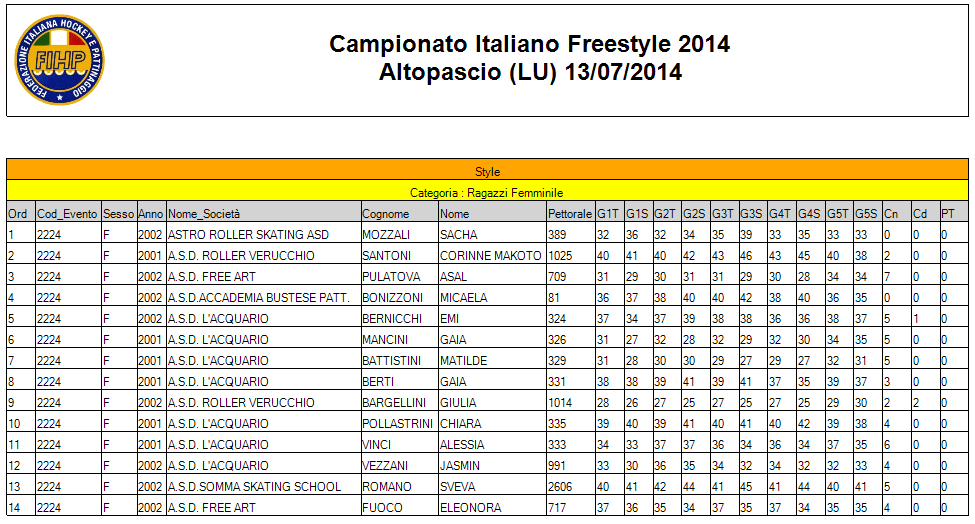 FEDERAZIONE ITALIANA HOCKEY E PATTINAGGIO
FIHP
Campionato Italiano Freestyle 2014
Altopascio (LU) 13/07/2014
Style
Categoria : Ragazzi Femminile
Ord Cod_Evento Sesso Anno Nome_Società Cognome Nome Pettorale G1T G1S G2T G2S G3T G3S G4T G4S G5T G5S Cn Cd PT
1 2224 F 2002 ASTRO ROLLER SKATING ASD MOZZALI SACHA 389 32 36 32 34 35 39 33 35 33 33 0 0 0
2 2224 F 2001 A.S.D. ROLLER VERUCCHIO SANTONI CORINNE MAKOTO 1025 40 41 40 42 43 46 43 45 40 38 2 0 0
3 2224 F 2002 A.S.D. FREE ART PULATOVA ASAL 709 31 29 30 31 31 29 30 28 34 34 7 0 0
4 2224 F 2002 A.S.D.ACCADEMIA BUSTESE PATT. BONIZZONI MICAELA 81 36 37 38 40 40 42 38 40 36 35 0 0 0
5 2224 F 2002 A.S.D. L'ACQUARIO BERNICCHI EMI 324 37 34 37 39 38 38 36 36 38 37 5 1 0
6 2224 F 2001 A.S.D. L'ACQUARIO MANCINI GAIA 326 31 27 32 28 32 29 32 30 34 35 5 0 0
7 2224 F 2001 A.S.D. L'ACQUARIO BATTISTINI MATILDE 329 31 28 30 30 29 27 29 27 32 31 5 0 0
8 2224 F 2001 A.S.D. L'ACQUARIO BERTI GAIA 331 38 38 39 41 39 41 37 35 39 37 3 0 0
9 2224 F 2002 A.S.D. ROLLER VERUCCHIO BARGELLINI GIULIA 1014 28 26 27 25 27 25 27 25 29 30 2 2 0
10 2224 F 2001 A.S.D. L'ACQUARIO POLLASTRINI CHIARA 335 39 40 39 41 40 41 40 42 39 38 4 0 0
11 2224 F 2001 A.S.D. L'ACQUARIO VINCI ALESSIA 333 34 33 37 37 36 34 36 34 37 35 6 0 0
12 2224 F 2002 A.S.D. L'ACQUARIO VEZZANI JASMIN 991 33 30 36 35 34 32 34 32 32 33 4 0 0
13 2224 F 2002 A.S.D.SOMMA SKATING SCHOOL ROMANO SVEVA 2606 40 41 42 44 41 45 41 44 40 41 5 0 0
14 2224 F 2002 A.S.D. FREE ART FUOCO ELEONORA 717 37 36 35 34 37 35 37 35 36 34 4 0 0